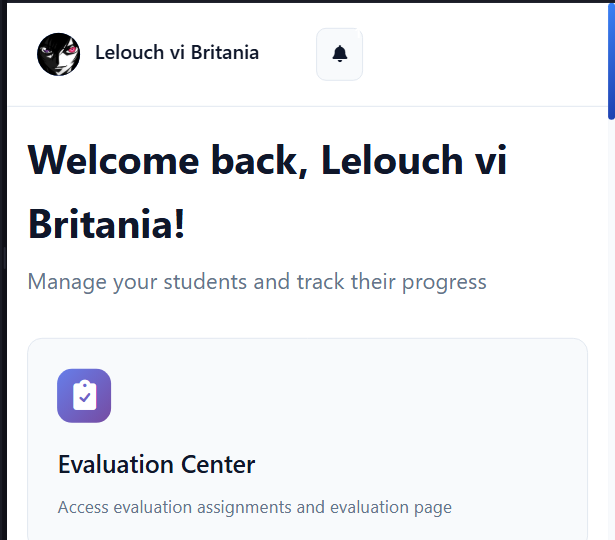 Lelouch vi Britania
Welcome back, Lelouch vi
Britania!
Manage your students and track their progress
Evaluation Center
Access evaluation assignments and evaluation page